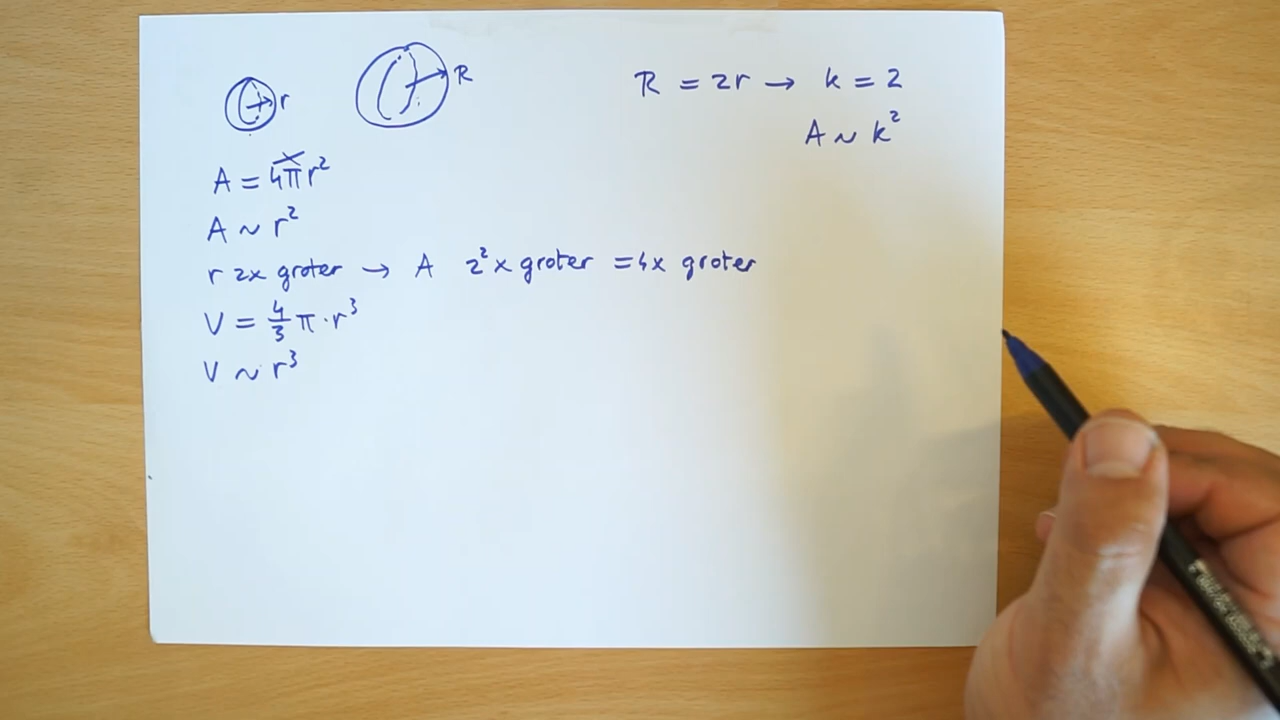 r
R
R = 2r → k = 2
A ~ k²
A = 4πr²
A ~ r²
r 2x groter → A 2² x groter = 4x groter
V = 4/3 π · r³
V ~ r³